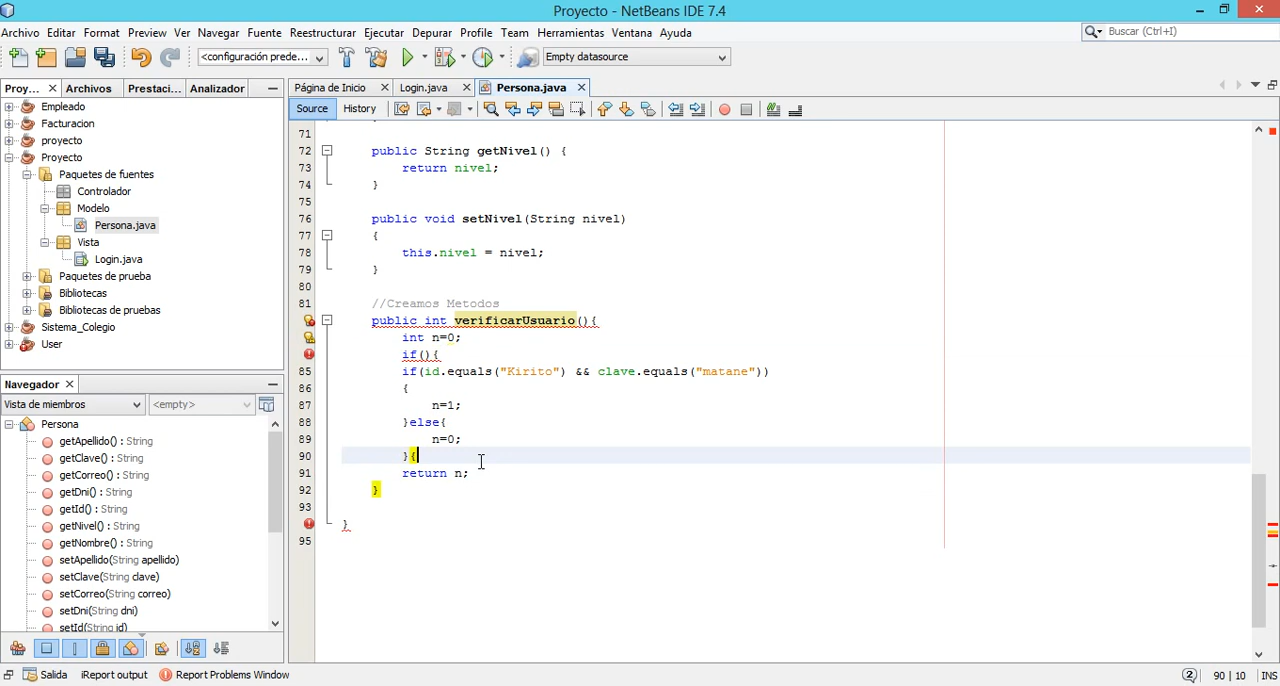 Proyecto - NetBeans IDE 7.4
Archivo Editar Format Preview Ver Navegar Fuente Reestructurar Ejecutar Depurar Profile Team Herramientas Ventana Ayuda
Buscar (Ctrl+I)
<configuración prede...
Empty datasource
Proy... Archivos Prestaci... Analizador
Página de Inicio Login.java Persona.java
Source History
Empleado
Facturacion
proyecto
Proyecto
Paquetes de fuentes
Controlador
Modelo
Persona.java
Vista
Login.java
Paquetes de prueba
Bibliotecas
Bibliotecas de pruebas
Sistema_Colegio
User
Navegador
Vista de miembros <empty>
Persona
getApellido() : String
getClave() : String
getCorreo() : String
getDni() : String
getId() : String
getNivel() : String
getNombre() : String
setApellido(String apellido)
setClave(String clave)
setCorreo(String correo)
setDni(String dni)
setId(String id)
71
72 public String getNivel() {
73 return nivel;
74 }
75
76 public void setNivel(String nivel)
77 {
78 this.nivel = nivel;
79 }
80
81 //Creamos Metodos
public int verificarUsuario(){
int n=0;
if(){
85 if(id.equals("Kirito") && clave.equals("matane"))
86 {
87 n=1;
88 }else{
89 n=0;
90 }{
91 return n;
92 }
93
}
95
Salida iReport output Report Problems Window
2 90 | 10 INS